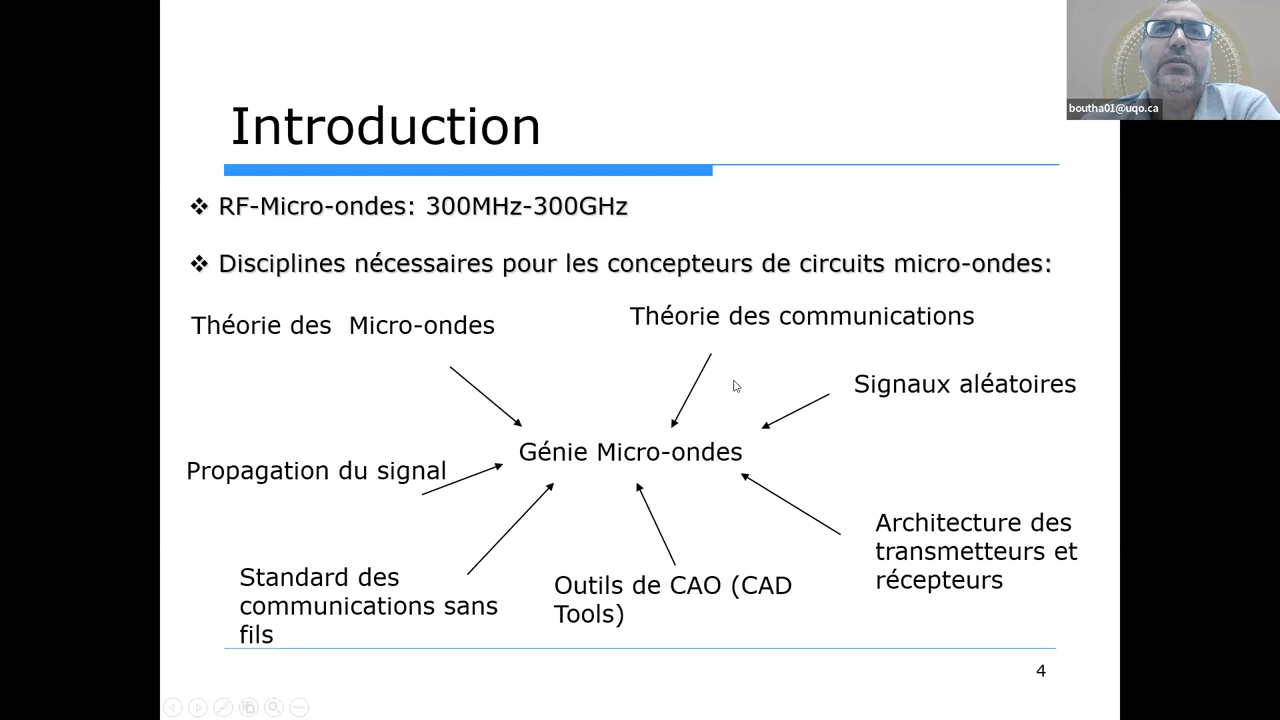 boutha01@uqo.ca
Introduction
❖ RF-Micro-ondes: 300MHz-300GHz
❖ Disciplines nécessaires pour les concepteurs de circuits micro-ondes:
Théorie des Micro-ondes
Théorie des communications
Signaux aléatoires
Génie Micro-ondes
Propagation du signal
Architecture des
transmetteurs et
récepteurs
Standard des
communications sans
fils
Outils de CAO (CAD
Tools)
4